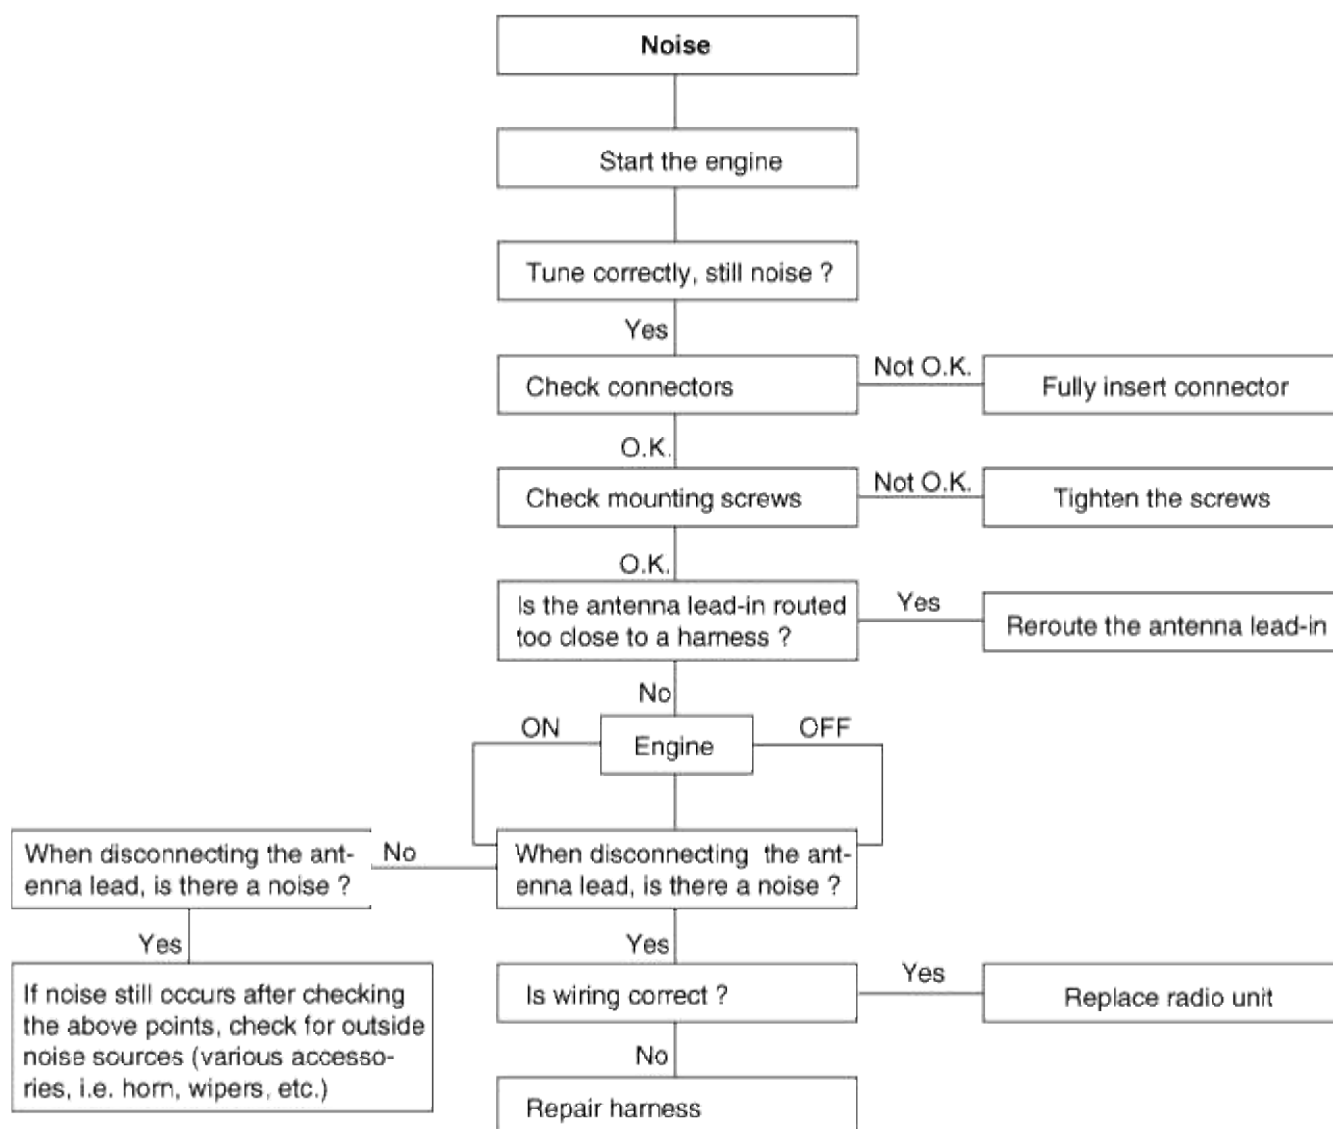 Noise
Start the engine
Tune correctly, still noise ?
Yes
Check connectors
Not O.K.
Fully insert connector
O.K.
Check mounting screws
Not O.K.
Tighten the screws
O.K.
Is the antenna lead-in routed
too close to a harness ?
Yes
Reroute the antenna lead-in
No
ON
Engine
OFF
When disconnecting the ant-
enna lead, is there a noise ?
No
When disconnecting the ant-
enna lead, is there a noise ?
Yes
If noise still occurs after checking
the above points, check for outside
noise sources (various accesso-
ries, i.e. horn, wipers, etc.)
Yes
Is wiring correct ?
Yes
Replace radio unit
No
Repair harness